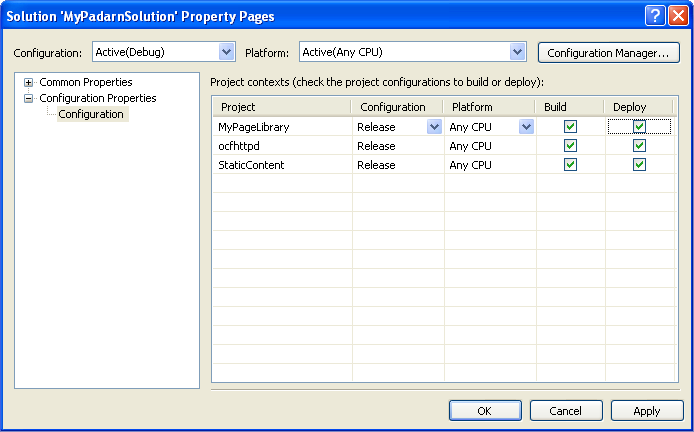 Solution 'MyPadarnSolution' Property Pages
Configuration: Active(Debug) Platform: Active(Any CPU) Configuration Manager...
Common Properties
Configuration Properties
Configuration
Project contexts (check the project configurations to build or deploy):
Project Configuration Platform Build Deploy
MyPageLibrary Release Any CPU
ocfhttpd Release Any CPU
StaticContent Release Any CPU
OK Cancel Apply